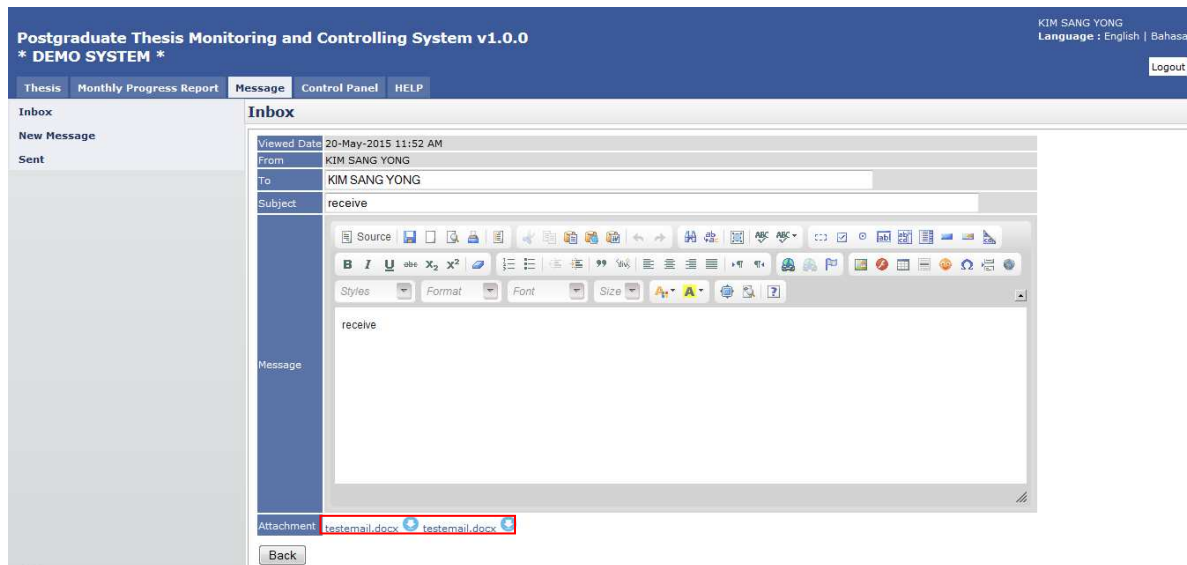 KIM SANG YONG
Postgraduate Thesis Monitoring and Controlling System v1.0.0
Language : English | Bahasa
* DEMO SYSTEM *
Logout
Thesis Monthly Progress Report Message Control Panel HELP
Inbox
New Message
Sent
Inbox
Viewed Date 20-May-2015 11:52 AM
From KIM SANG YONG
To KIM SANG YONG
Subject receive
Source
B I U abc X₂ X²
Styles Format Font Size A A
receive
Message
Attachment testemail.docx testemail.docx
Back